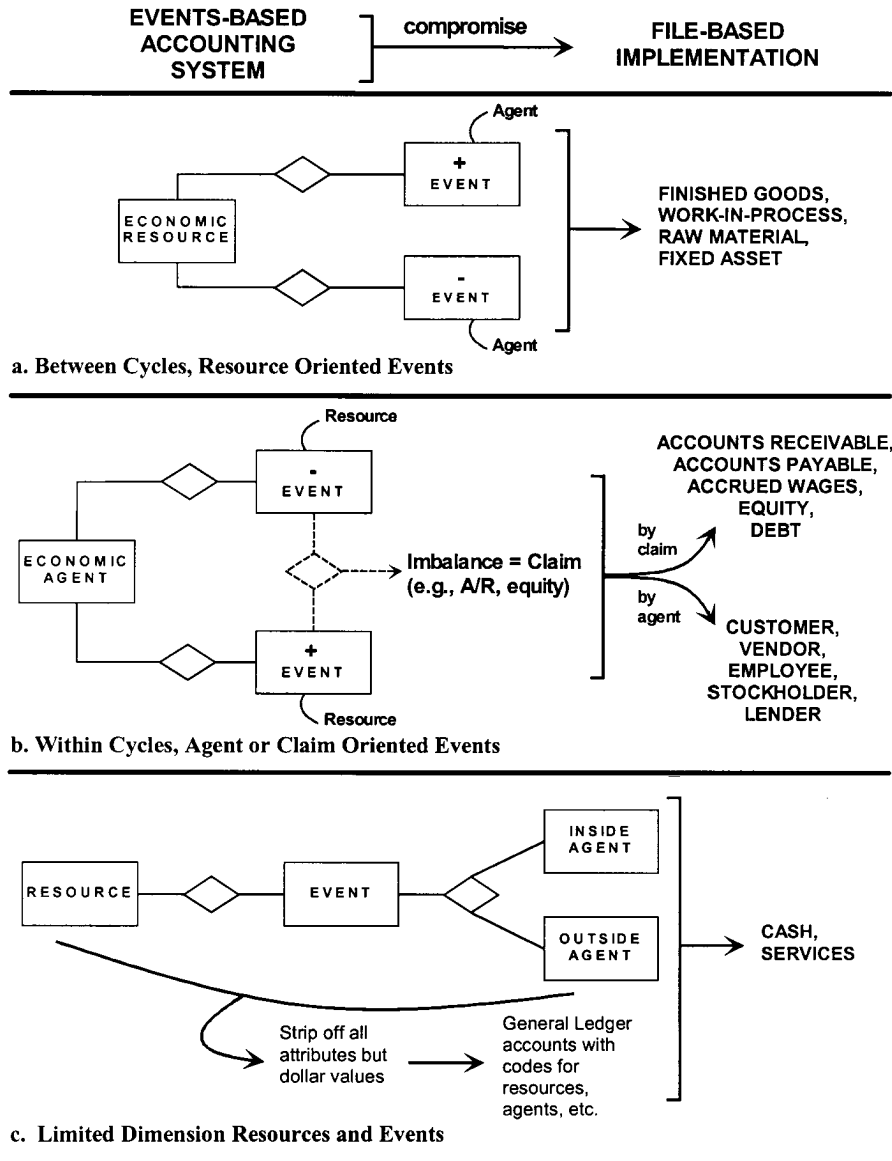 EVENTS-BASED
ACCOUNTING
SYSTEM
compromise
FILE-BASED
IMPLEMENTATION
Agent
+
EVENT
ECONOMIC
RESOURCE
-
EVENT
Agent
FINISHED GOODS,
WORK-IN-PROCESS,
RAW MATERIAL,
FIXED ASSET
a. Between Cycles, Resource Oriented Events
Resource
-
EVENT
ECONOMIC
AGENT
Imbalance = Claim
(e.g., A/R, equity)
+
EVENT
Resource
by
claim
by
agent
ACCOUNTS RECEIVABLE,
ACCOUNTS PAYABLE,
ACCRUED WAGES,
EQUITY,
DEBT
CUSTOMER,
VENDOR,
EMPLOYEE,
STOCKHOLDER,
LENDER
b. Within Cycles, Agent or Claim Oriented Events
RESOURCE
EVENT
INSIDE
AGENT
OUTSIDE
AGENT
CASH,
SERVICES
Strip off all
attributes but
dollar values
General Ledger
accounts with
codes for
resources,
agents, etc.
c. Limited Dimension Resources and Events